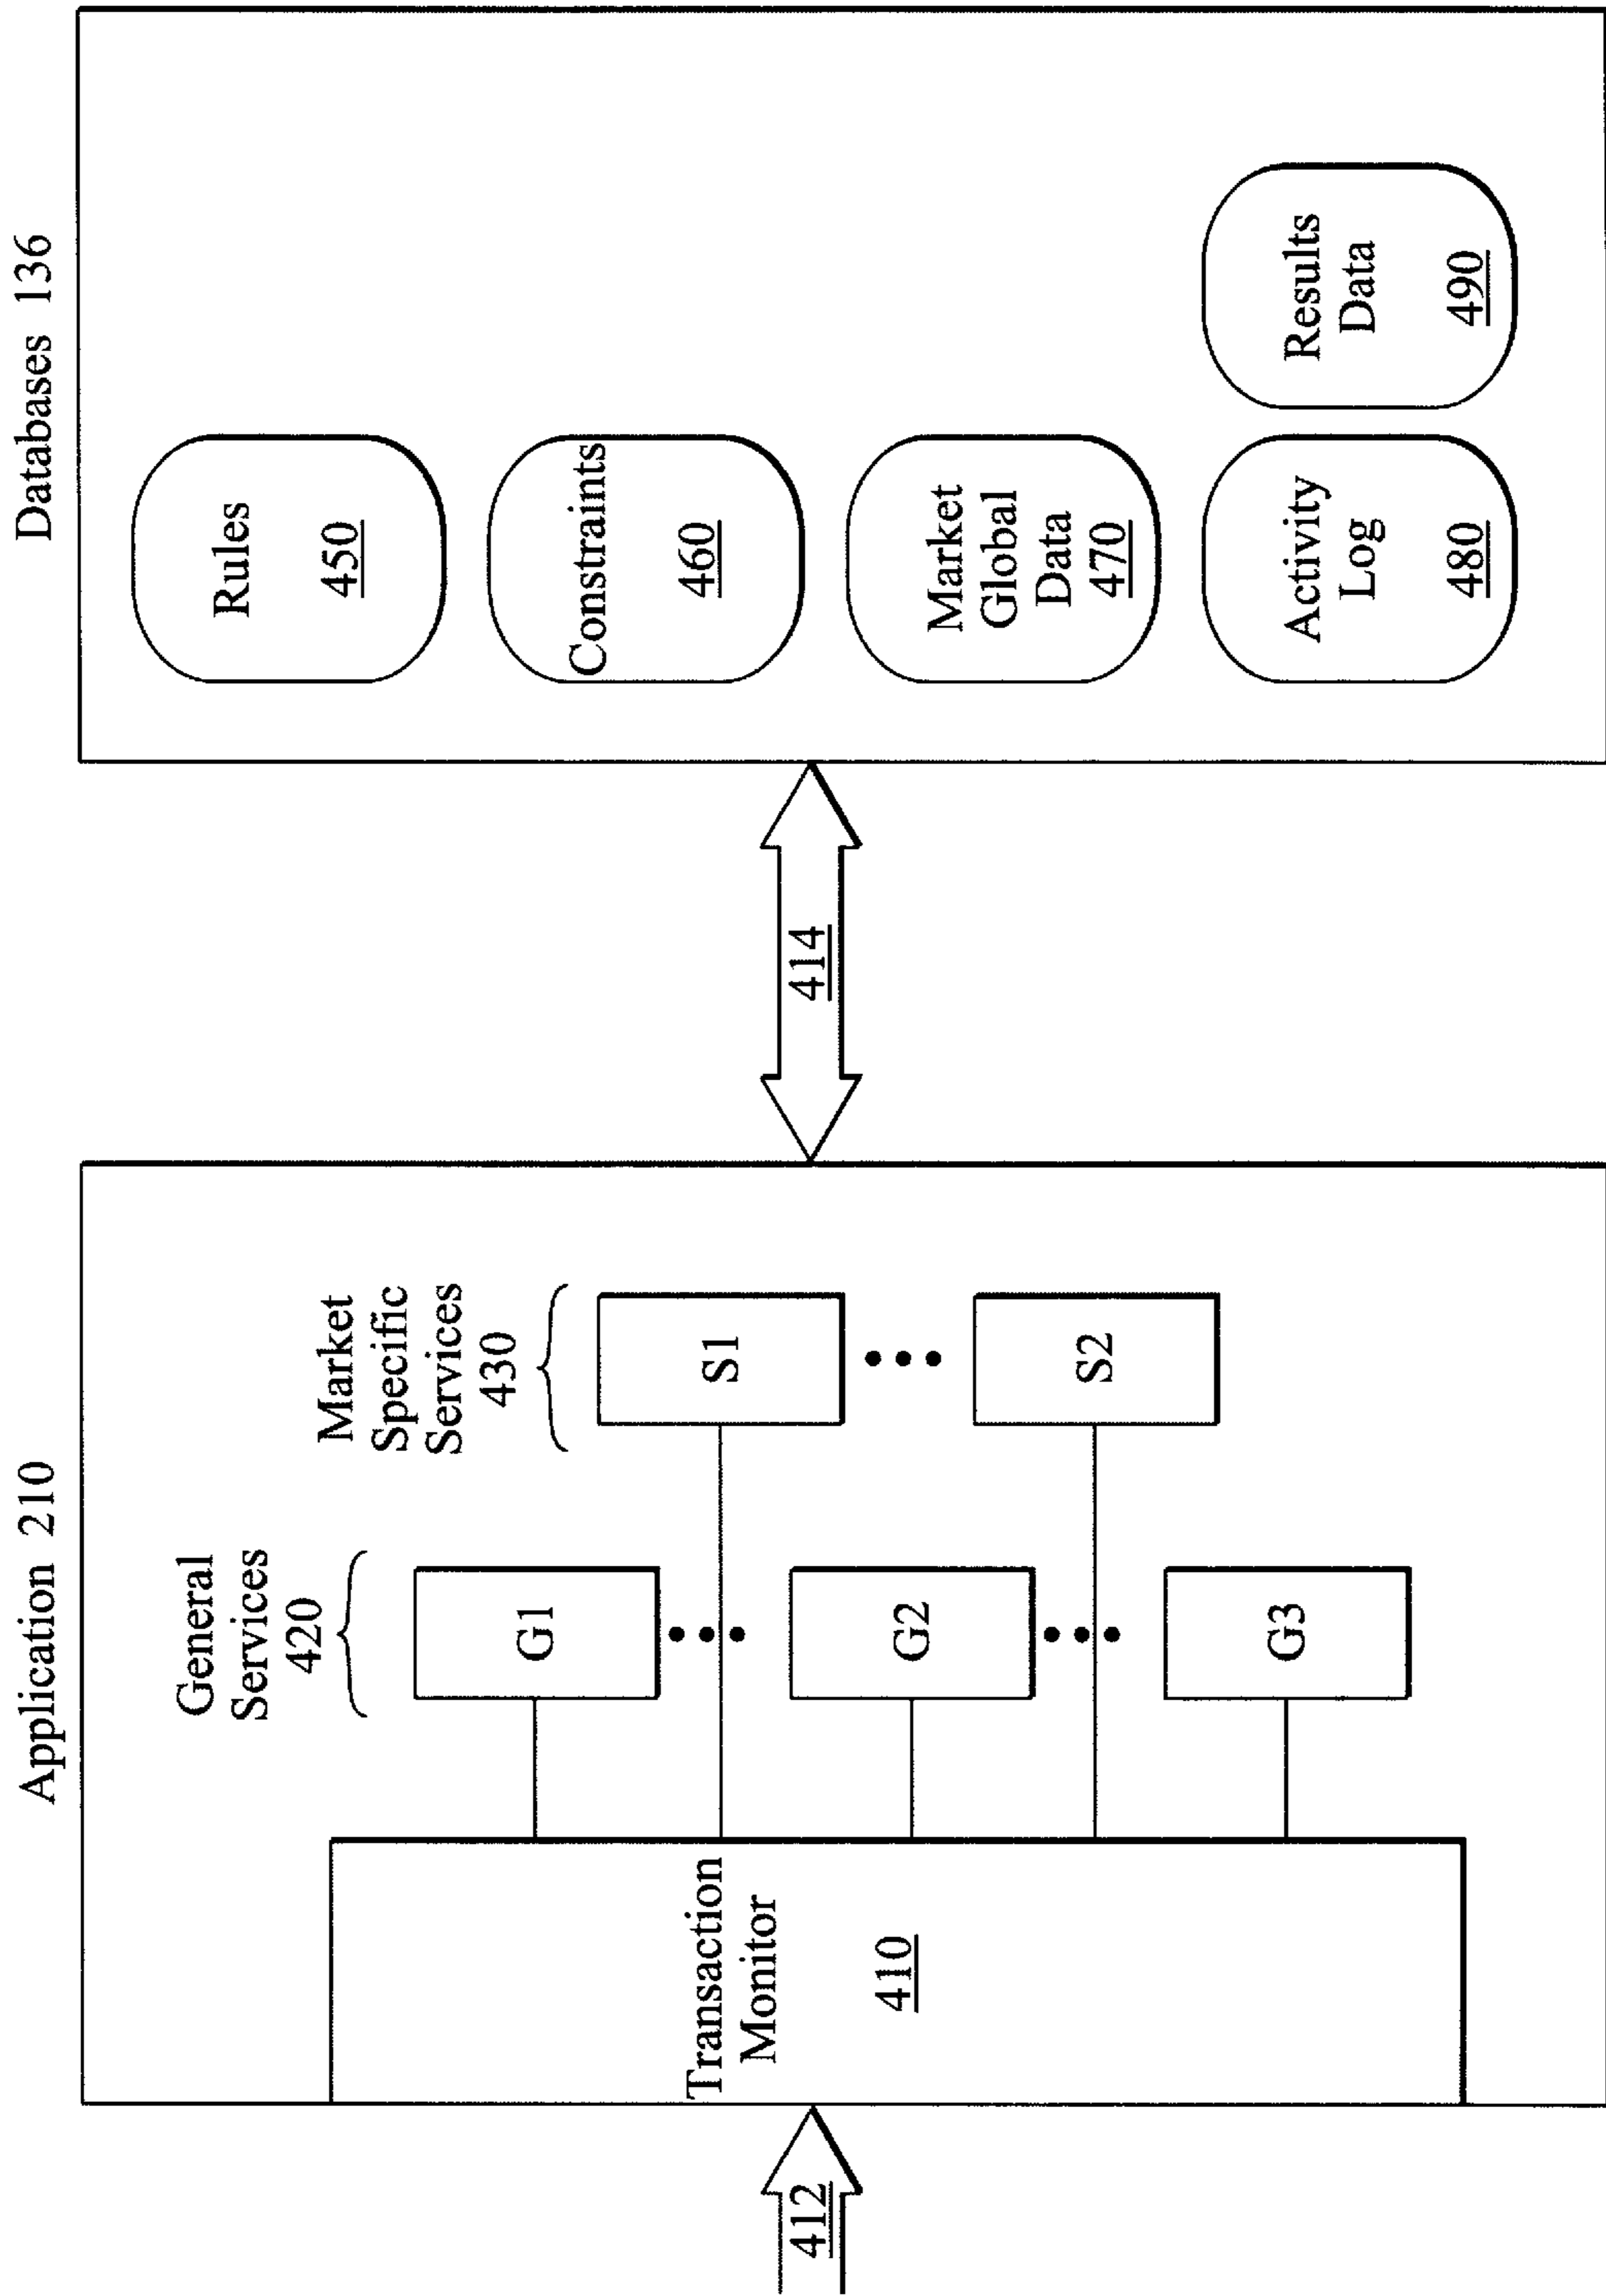 Application 210
Databases 136
412
Transaction
Monitor
410
General
Services
420
G1
G2
G3
Market
Specific
Services
430
S1
S2
414
Rules
450
Constraints
460
Market
Global
Data
470
Activity
Log
480
Results
Data
490